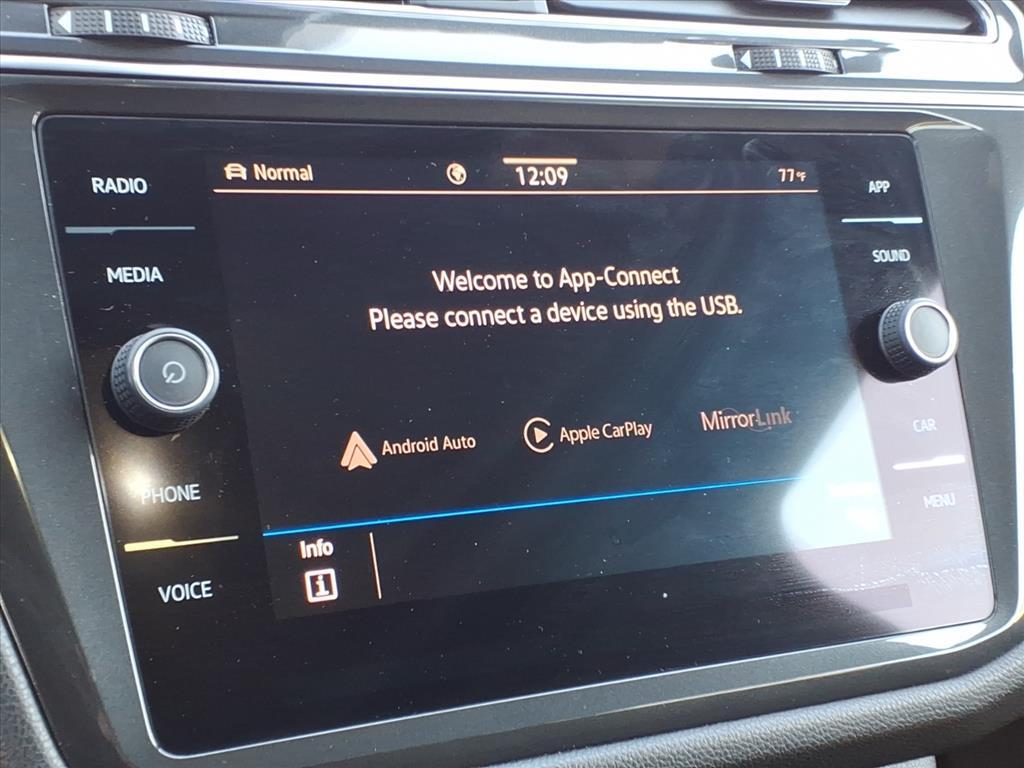 RADIO
MEDIA
PHONE
VOICE
Normal
12:09
77°F
Welcome to App-Connect
Please connect a device using the USB.
Android Auto
Apple CarPlay
MirrorLink
Info
i
APP
SOUND
CAR
MENU